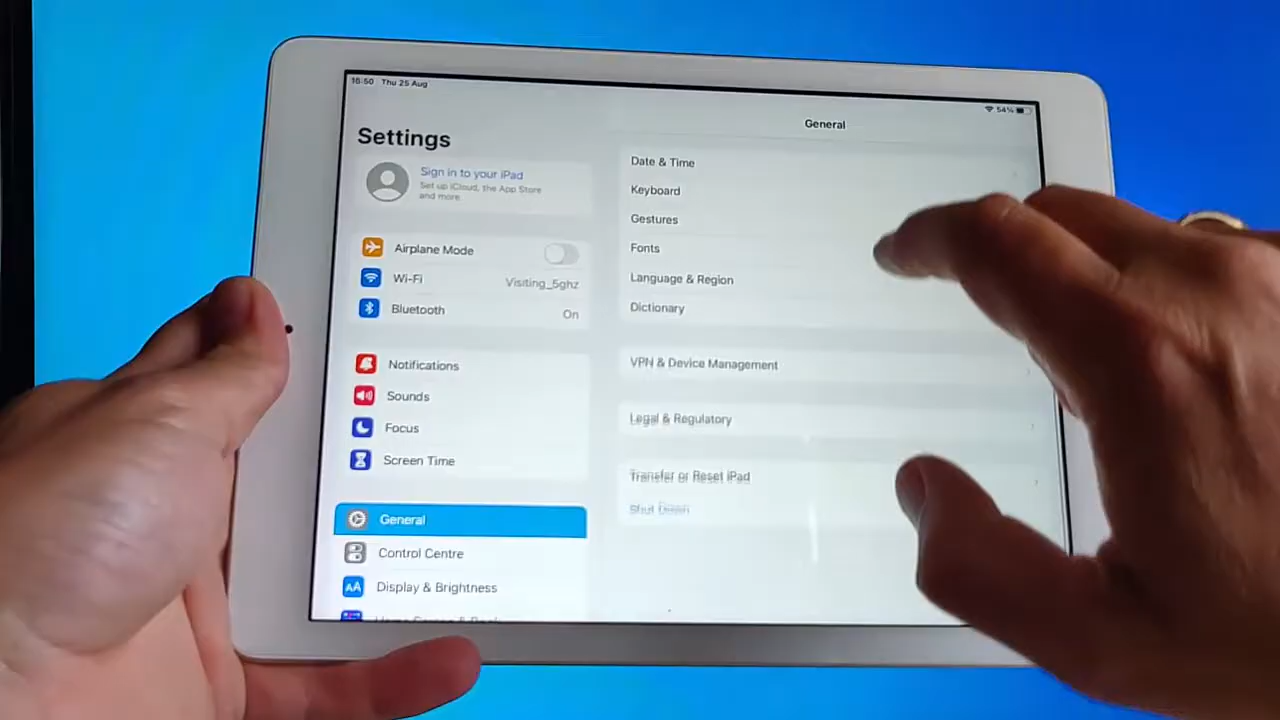 16:50 Thu 25 Aug
54%
Settings
Sign in to your iPad
Set up iCloud, the App Store
and more
Airplane Mode
Wi-Fi Visiting_5ghz
Bluetooth On
Notifications
Sounds
Focus
Screen Time
General
Control Centre
Display & Brightness
General
Date & Time
Keyboard
Gestures
Fonts
Language & Region
Dictionary
VPN & Device Management
Legal & Regulatory
Transfer or Reset iPad
Shut Down